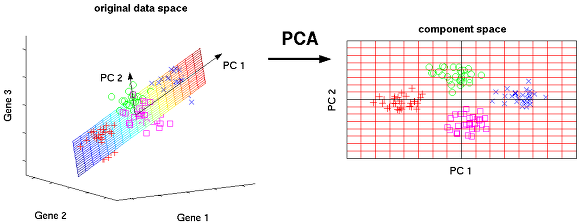 original data space
PC 1
PC 2
Gene 3
Gene 2
Gene 1
PCA
component space
PC 2
PC 1